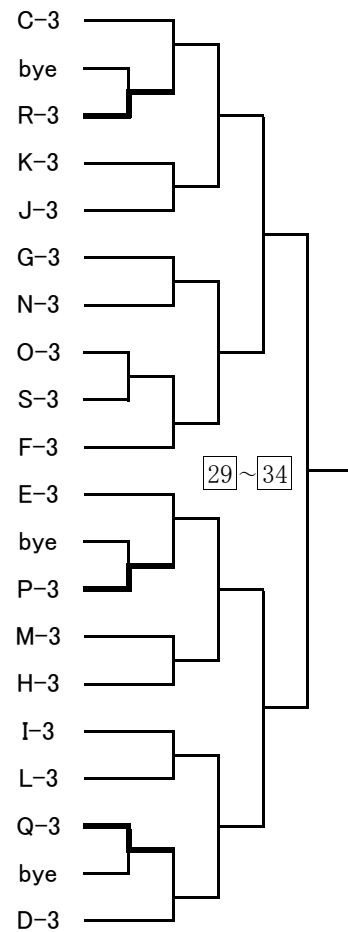 C-3
bye
R-3
K-3
J-3
G-3
N-3
O-3
S-3
F-3
29～34
E-3
bye
P-3
M-3
H-3
I-3
L-3
Q-3
bye
D-3